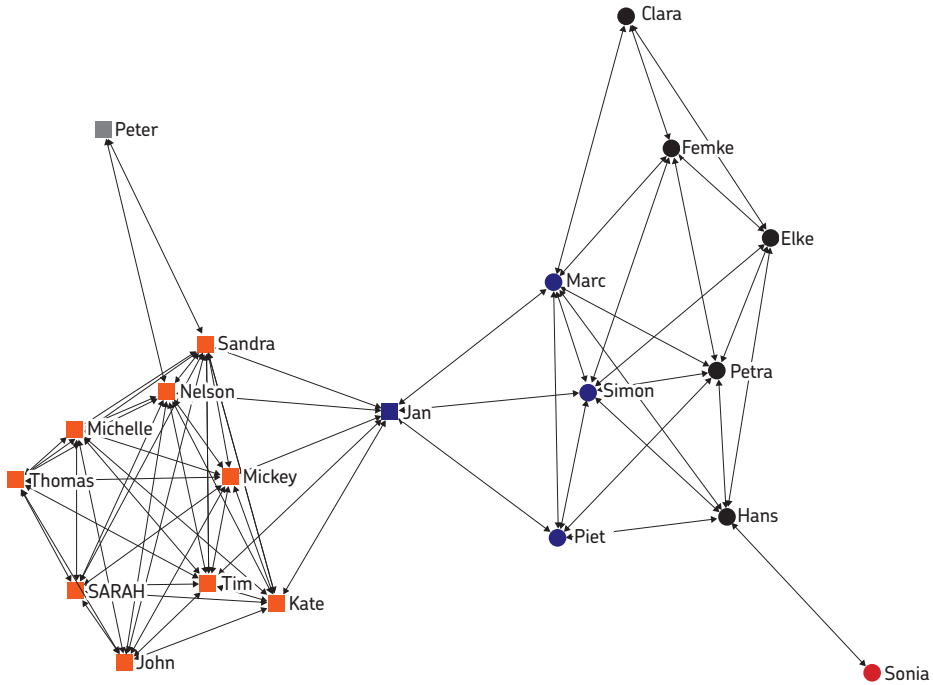 Clara
Peter
Femke
Elke
Marc
Sandra
Petra
Nelson
Simon
Jan
Michelle
Mickey
Thomas
Hans
Piet
Tim
SARAH
Kate
John
Sonia